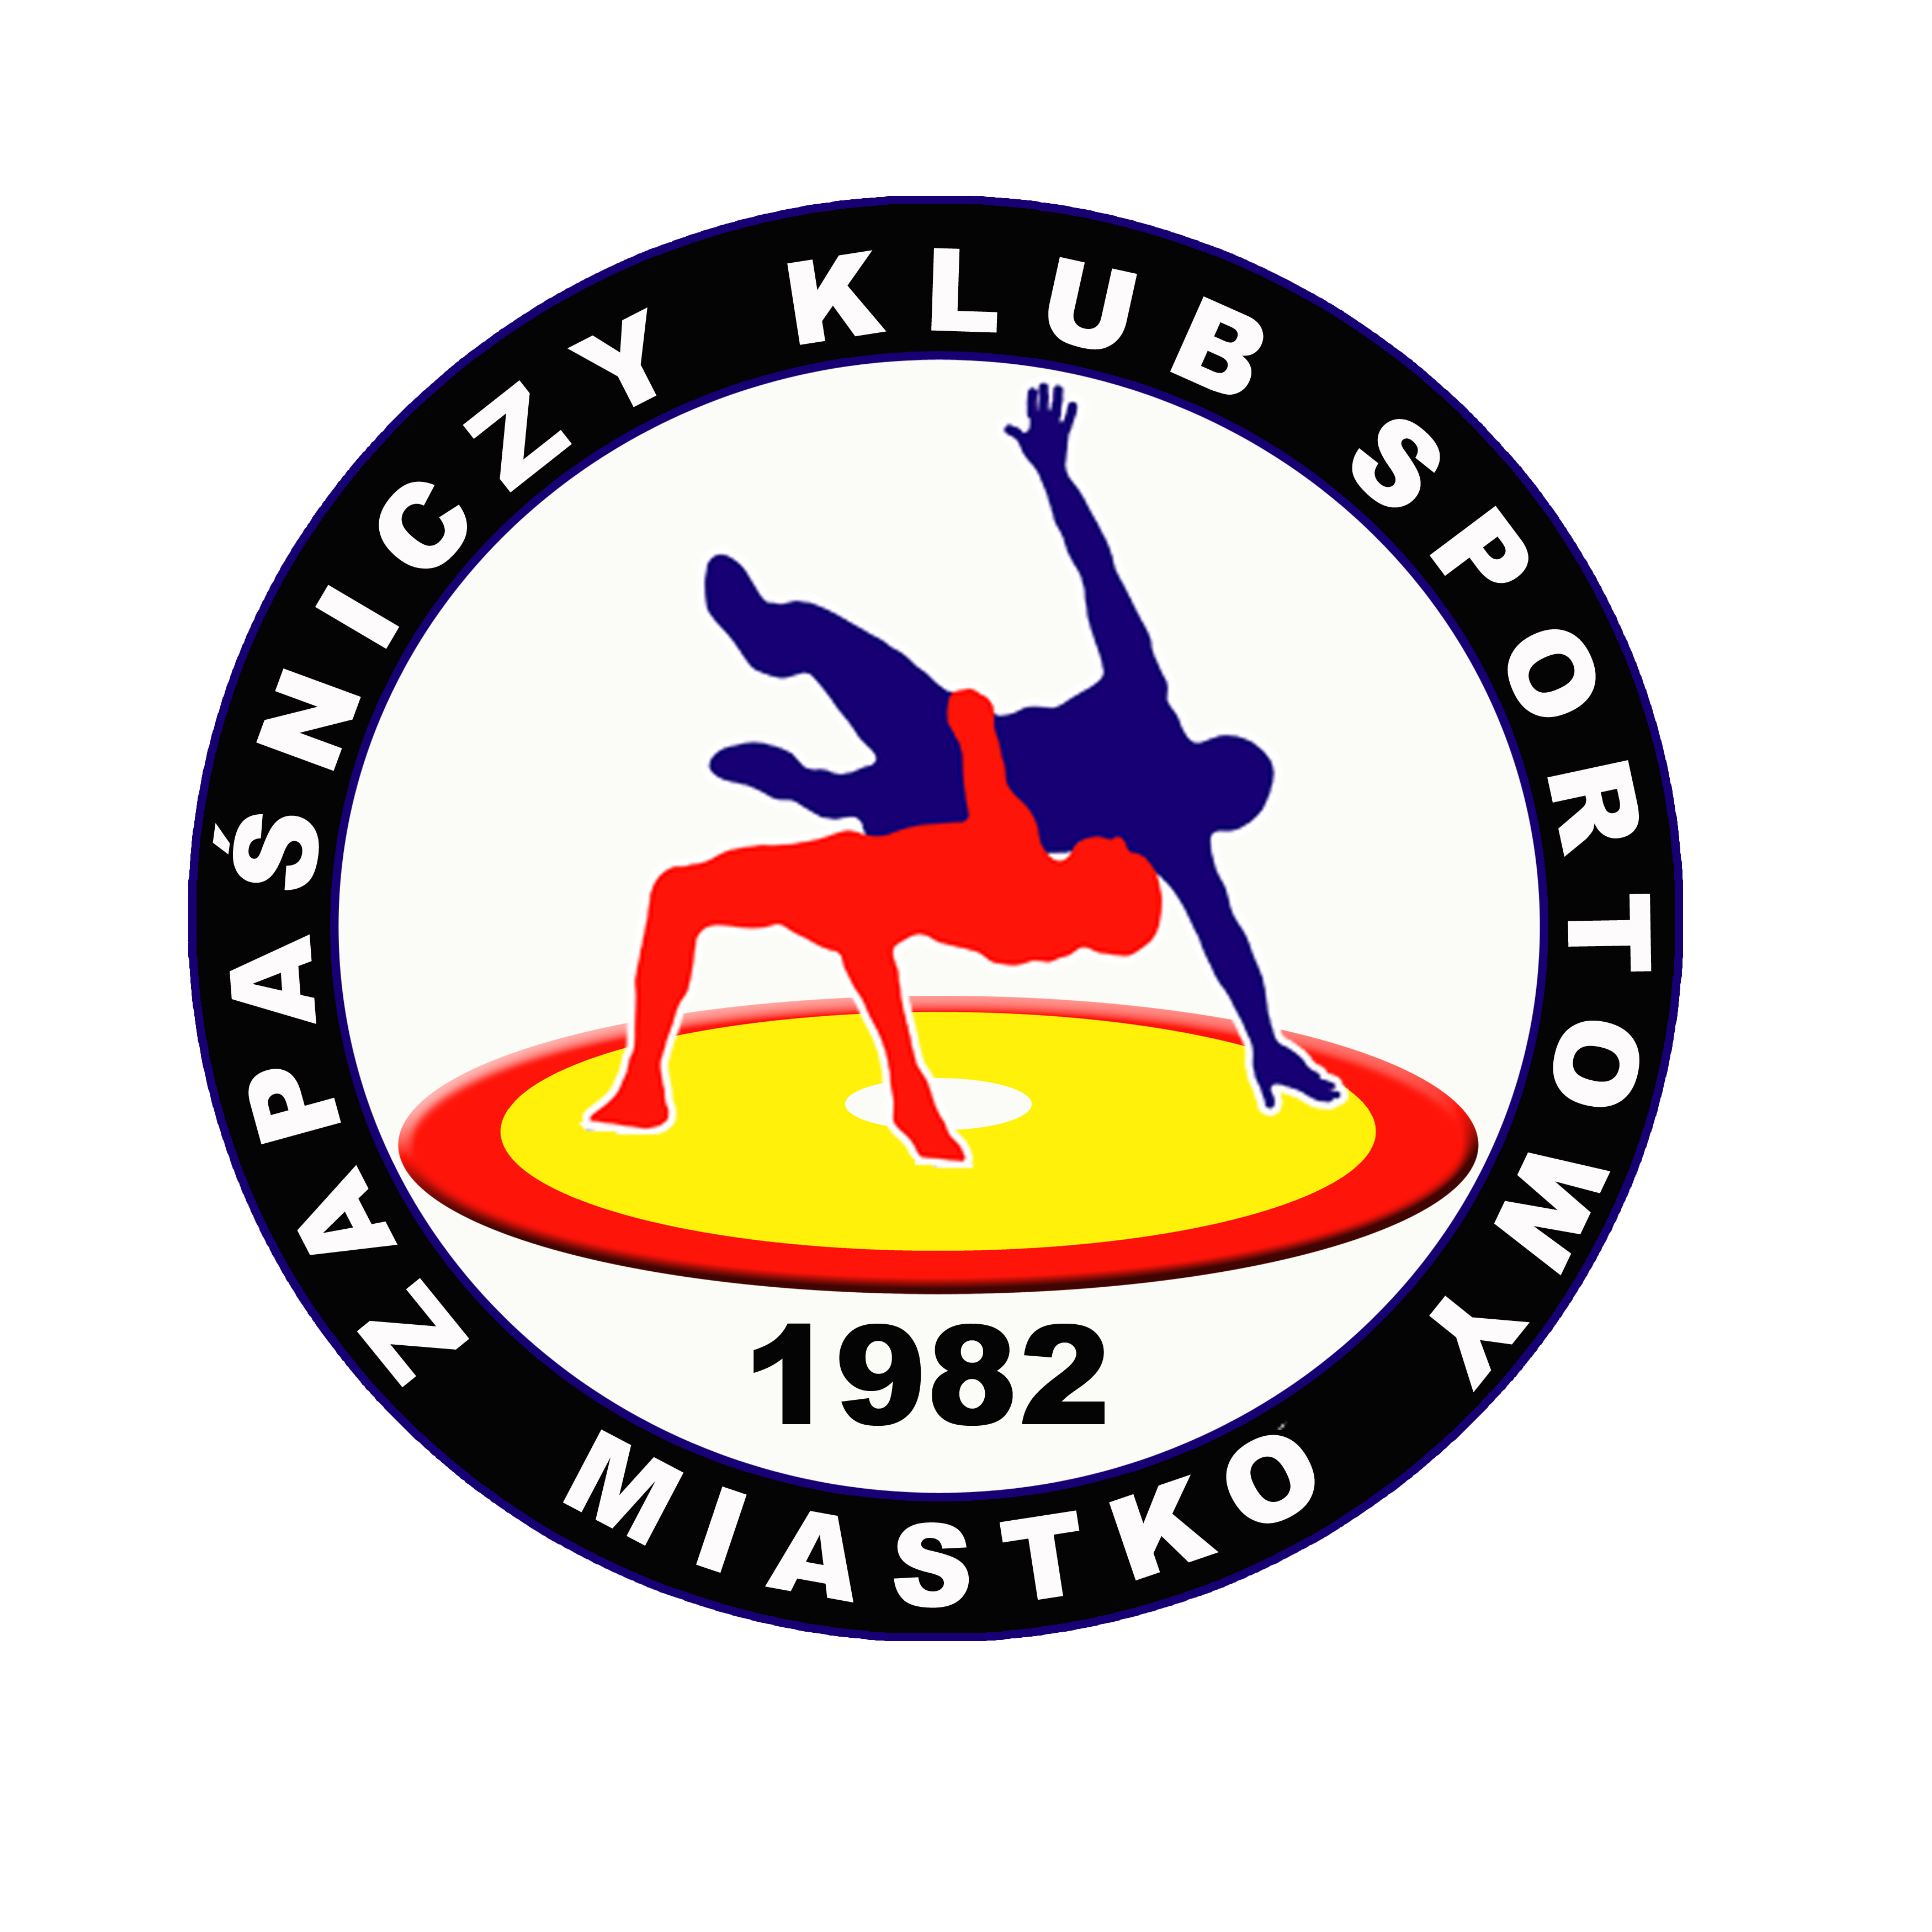 ZAPAŚNICZY KLUB SPORTOWY
1982
MIASTKO